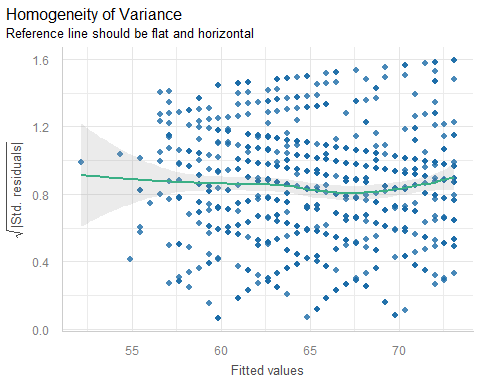 Homogeneity of Variance
Reference line should be flat and horizontal
√|Std. residuals|
1.6
1.2
0.8
0.4
0.0
55 60 65 70
Fitted values